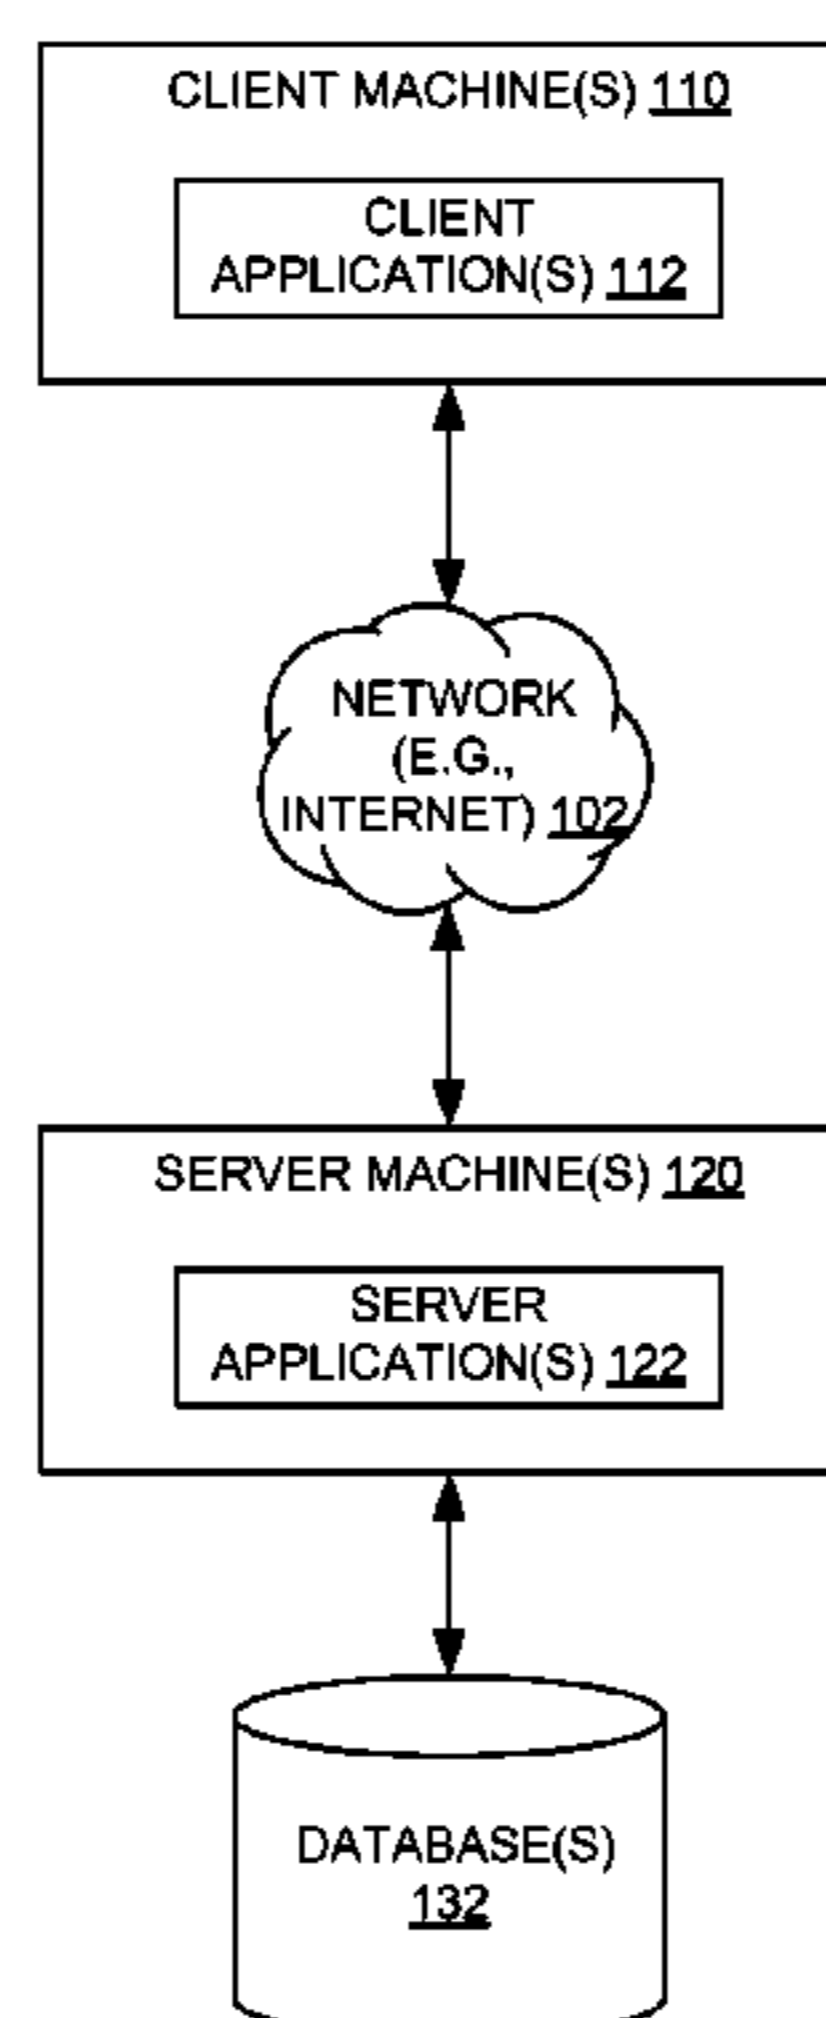 CLIENT MACHINE(S) 110
CLIENT
APPLICATION(S) 112
NETWORK
(E.G.,
INTERNET) 102
SERVER MACHINE(S) 120
SERVER
APPLICATION(S) 122
DATABASE(S)
132